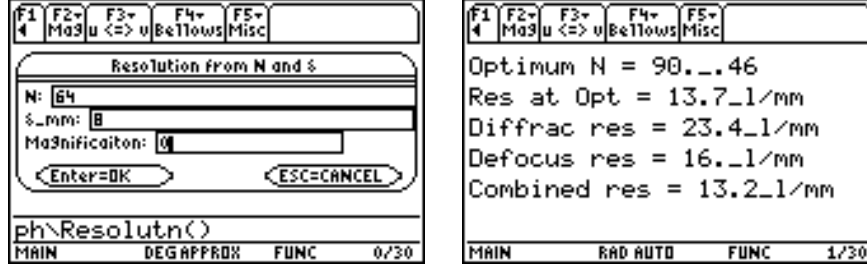 F1 F2 F3 F4 F5
Mag u <=> v Bellows Misc
Resolution from N and δ
N: 64
δ_mm: 8
Magnificaiton: 0
Enter=OK ESC=CANCEL
ph\Resolutn()
MAIN DEG APPROX FUNC 0/30
F1 F2 F3 F4 F5
Mag u <=> v Bellows Misc
Optimum N = 90._.46
Res at Opt = 13.7_l/mm
Diffrac res = 23.4_l/mm
Defocus res = 16._l/mm
Combined res = 13.2_l/mm
MAIN RAD AUTO FUNC 1/30